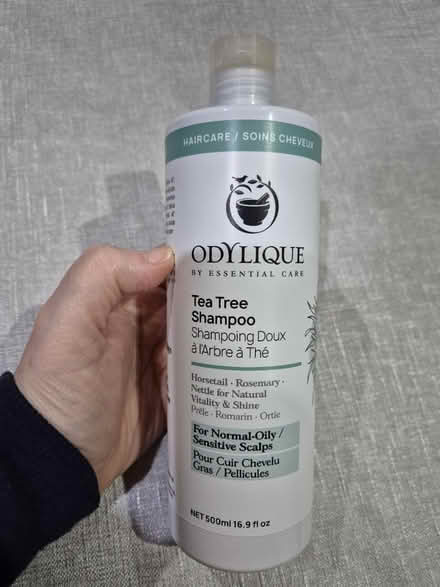 HAIRCARE / SOINS CHEVEUX
ODYLIQUE
BY ESSENTIAL CARE
Tea Tree
Shampoo
Shampoing Doux
à l'Arbre à Thé
Horsetail · Rosemary ·
Nettle for Natural
Vitality & Shine
Prêle · Romarin · Ortie
For Normal-Oily /
Sensitive Scalps
Pour Cuir Chevelu
Gras / Pellicules
NET 500ml 16.9 fl oz